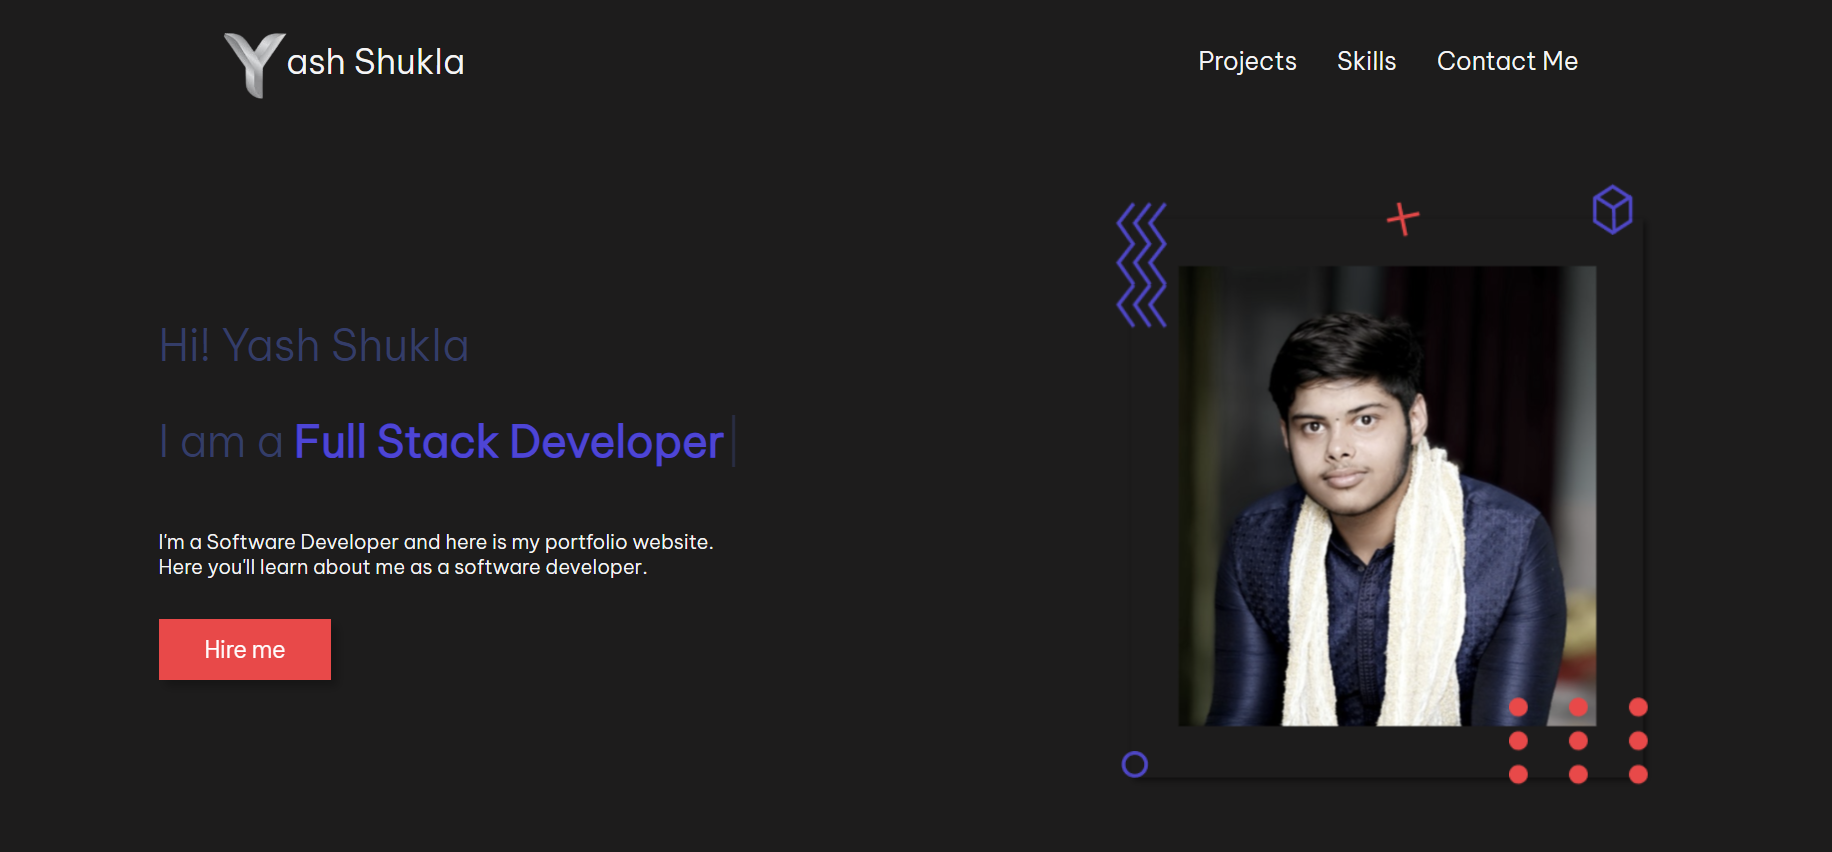 Yash Shukla
Projects Skills Contact Me
Hi! Yash Shukla
I am a Full Stack Developer
I'm a Software Developer and here is my portfolio website.
Here you'll learn about me as a software developer.
Hire me